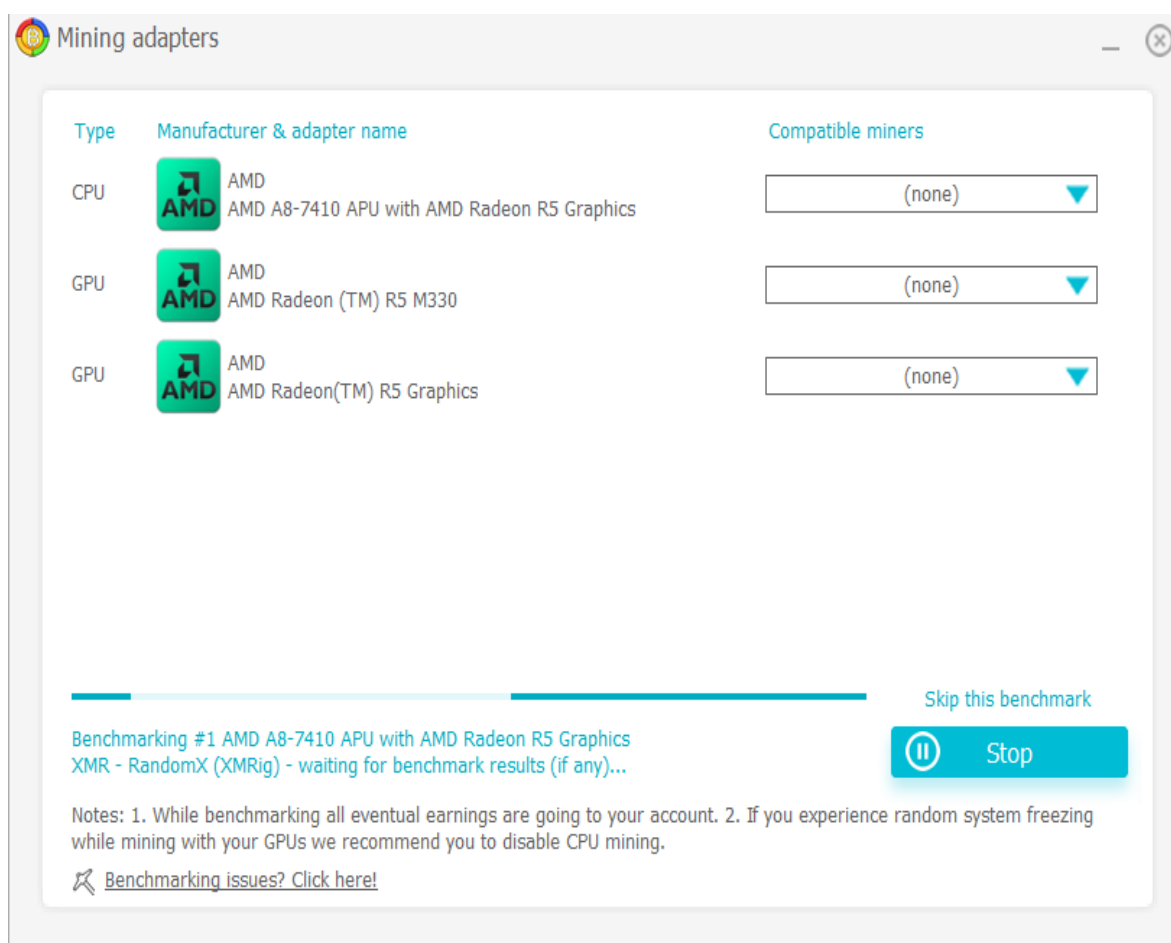 Mining adapters
Type Manufacturer & adapter name Compatible miners
CPU AMD AMD
AMD A8-7410 APU with AMD Radeon R5 Graphics (none)
GPU AMD AMD
AMD Radeon (TM) R5 M330 (none)
GPU AMD AMD
AMD Radeon(TM) R5 Graphics (none)
Skip this benchmark
Benchmarking #1 AMD A8-7410 APU with AMD Radeon R5 Graphics
XMR - RandomX (XMRig) - waiting for benchmark results (if any)...
Stop
Notes: 1. While benchmarking all eventual earnings are going to your account. 2. If you experience random system freezing
while mining with your GPUs we recommend you to disable CPU mining.
Benchmarking issues? Click here!